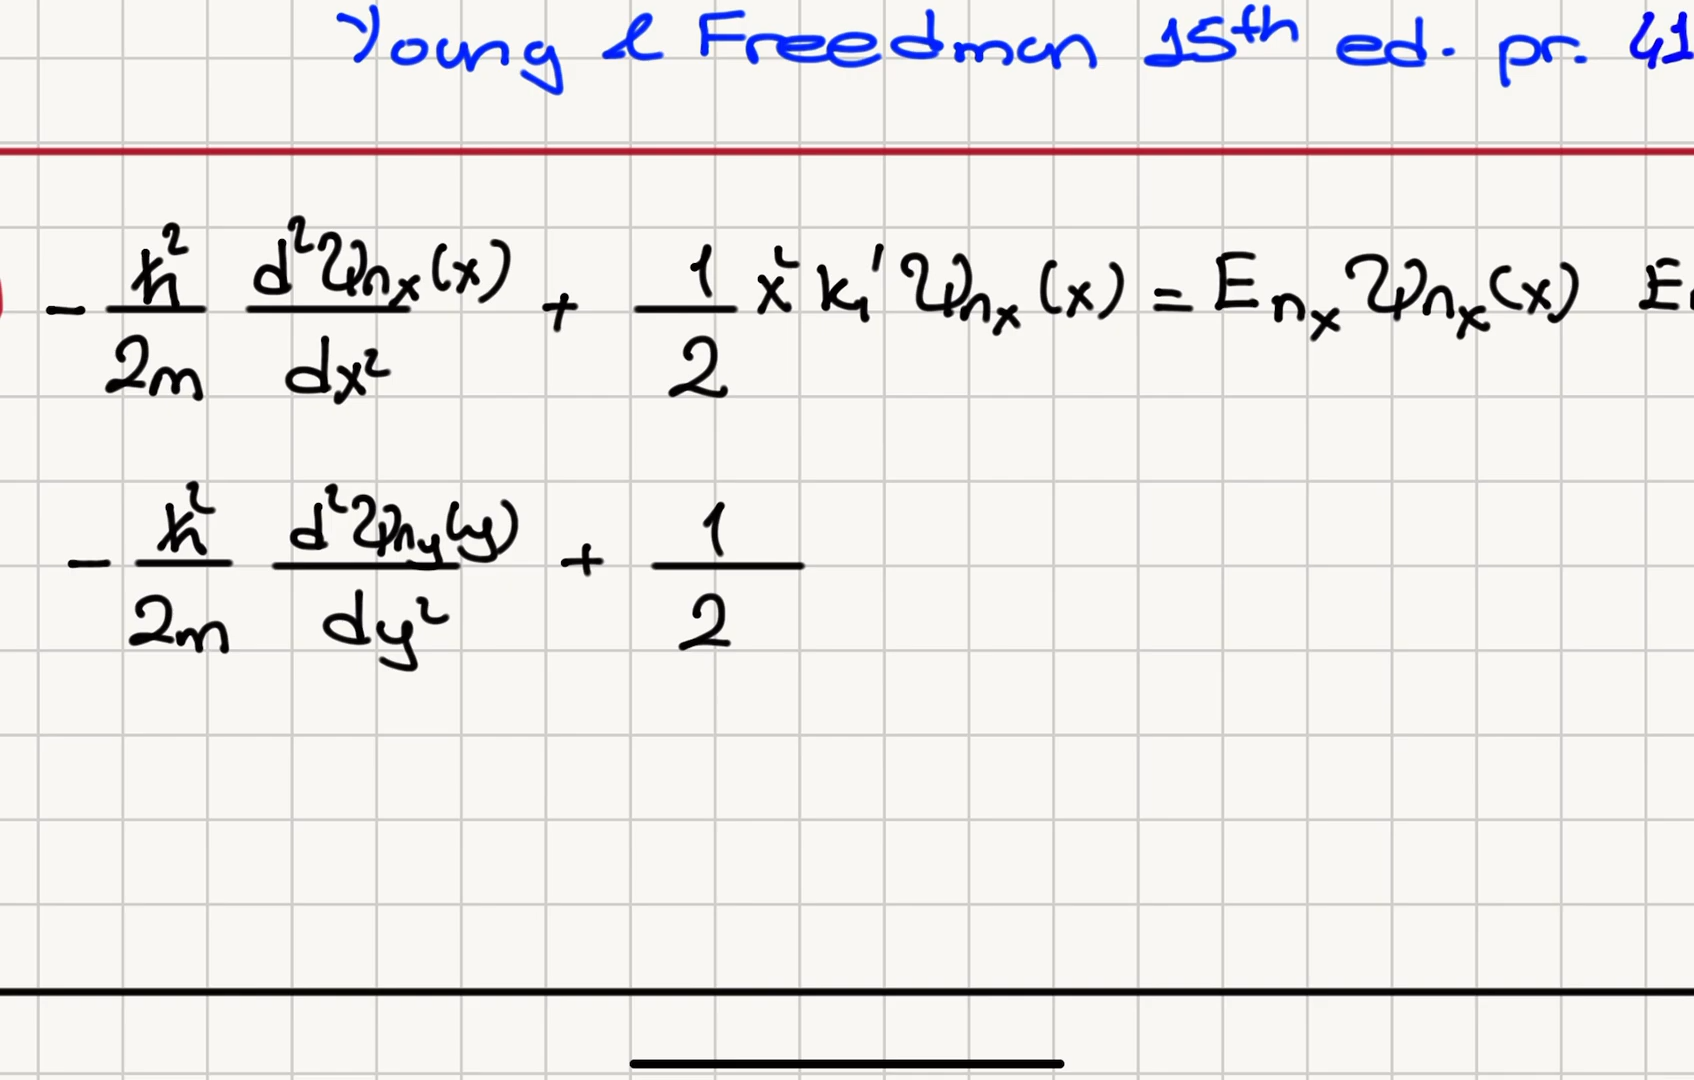 Young & Freedman 15th ed. pr. 41
- ħ²/2m d²ψnₓ(x)/dx² + 1/2 x² k₁' ψnₓ(x) = Enₓ ψnₓ(x) E
- ħ²/2m d²ψn_y(y)/dy² + 1/2